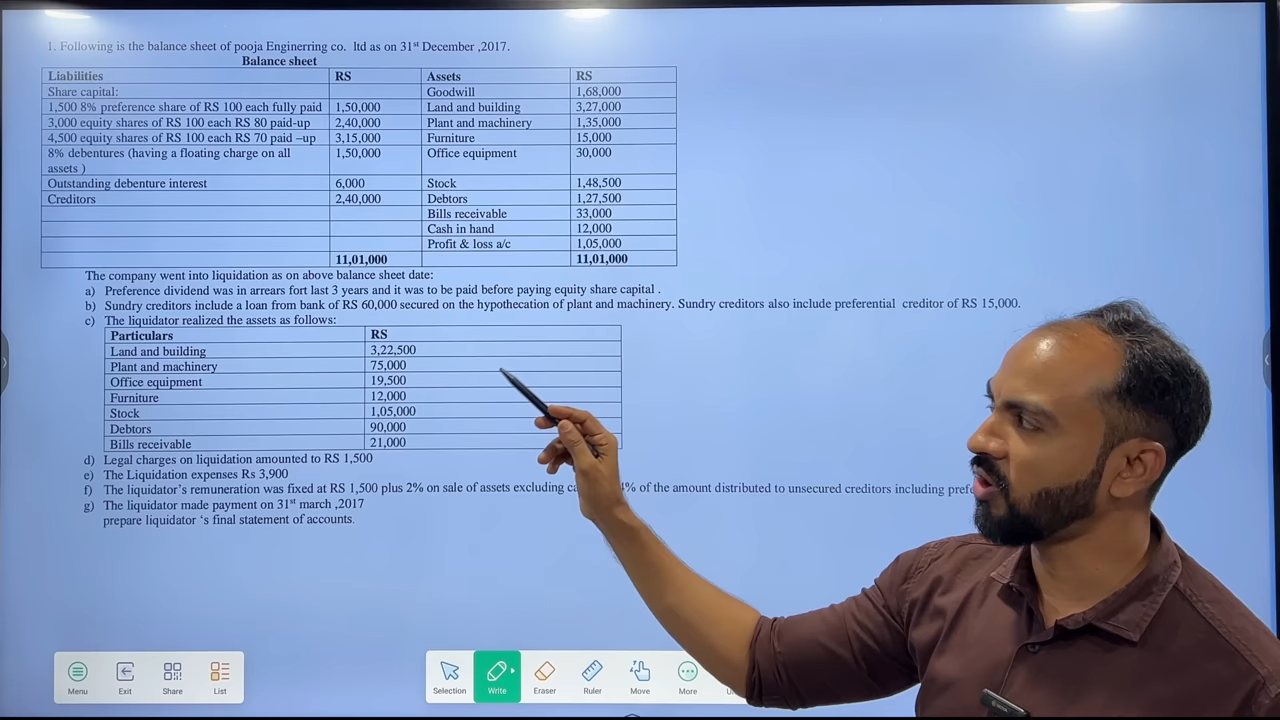 1. Following is the balance sheet of pooja Enginerring co. ltd as on 31st December ,2017.
Balance sheet
Liabilities RS Assets RS
Share capital: Goodwill 1,68,000
1,500 8% preference share of RS 100 each fully paid 1,50,000 Land and building 3,27,000
3,000 equity shares of RS 100 each RS 80 paid-up 2,40,000 Plant and machinery 1,35,000
4,500 equity shares of RS 100 each RS 70 paid –up 3,15,000 Furniture 15,000
8% debentures (having a floating charge on all 1,50,000 Office equipment 30,000
assets )
Outstanding debenture interest 6,000 Stock 1,48,500
Creditors 2,40,000 Debtors 1,27,500
Bills receivable 33,000
Cash in hand 12,000
Profit & loss a/c 1,05,000
11,01,000 11,01,000
The company went into liquidation as on above balance sheet date:
a) Preference dividend was in arrears fort last 3 years and it was to be paid before paying equity share capital .
b) Sundry creditors include a loan from bank of RS 60,000 secured on the hypothecation of plant and machinery. Sundry creditors also include preferential creditor of RS 15,000.
c) The liquidator realized the assets as follows:
Particulars RS
Land and building 3,22,500
Plant and machinery 75,000
Office equipment 19,500
Furniture 12,000
Stock 1,05,000
Debtors 90,000
Bills receivable 21,000
d) Legal charges on liquidation amounted to RS 1,500
e) The Liquidation expenses Rs 3,900
f) The liquidator's remuneration was fixed at RS 1,500 plus 2% on sale of assets excluding 4% of the amount distributed to unsecured creditors including
g) The liquidator made payment on 31st march ,2017
prepare liquidator 's final statement of accounts.
Menu Exit Share List Selection Write Eraser Ruler Move More